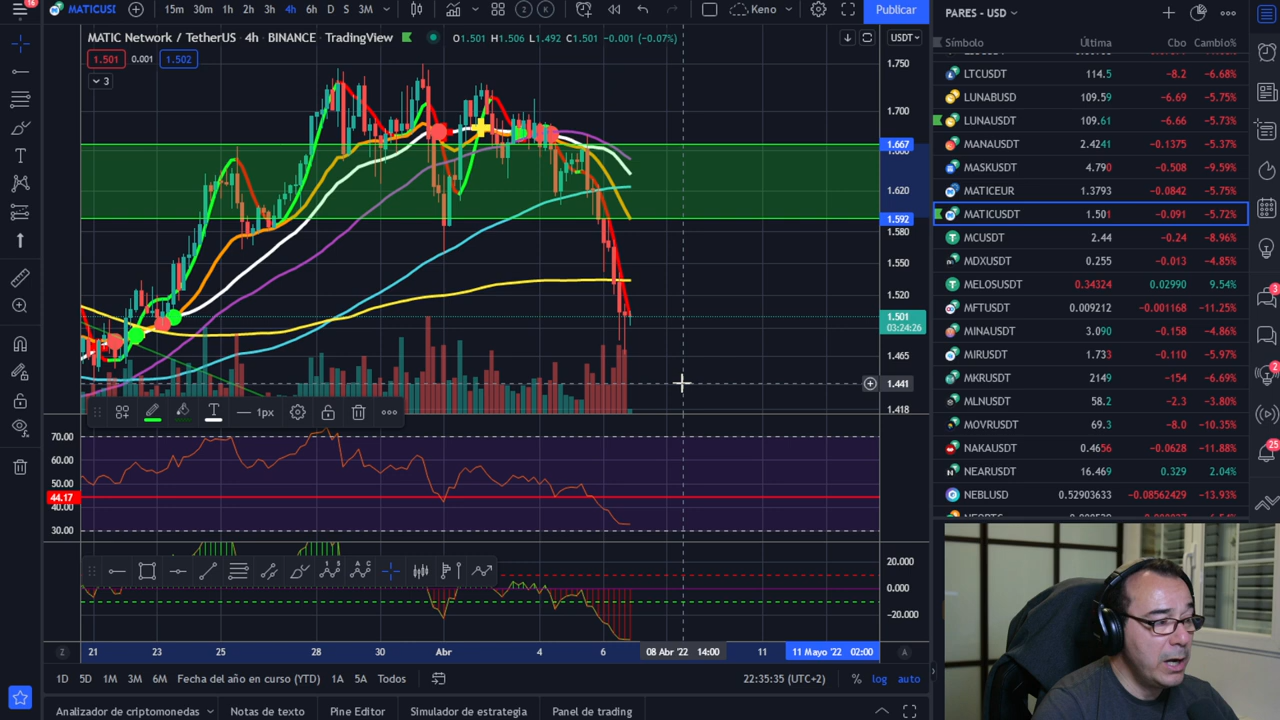 16
MATICUSI
15m 30m 1h 2h 3h 4h 6h D S 3M
2
K
Keno
Publicar
MATIC Network / TetherUS · 4h · BINANCE · TradingView
O1.501 H1.506 L1.492 C1.501 -0.001 (-0.07%)
USDT
1.501 0.001 1.502
3
1.750
1.700
1.667
1.620
1.592
1.580
1.550
1.520
1.501
03:24:26
1.465
1.441
1.418
1px
70.00
60.00
50.00
44.17
40.00
30.00
20.000
0.000
-20.000
Z 21 23 25 28 30 Abr 4 6 08 Abr '22 14:00 11 11 Mayo '22 02:00 A
1D 5D 1M 3M 6M Fecha del año en curso (YTD) 1A 5A Todos
22:35:35 (UTC+2) % log auto
Analizador de criptomonedas Notas de texto Pine Editor Simulador de estrategia Panel de trading
PARES - USD
Símbolo Última Cbo Cambio%
LTCUSDT 114.5 -8.2 -6.68%
LUNABUSD 109.59 -6.69 -5.75%
LUNAUSDT 109.61 -6.66 -5.73%
MANAUSDT 2.4241 -0.1375 -5.37%
MASKUSDT 4.790 -0.508 -9.59%
MATICEUR 1.3793 -0.0842 -5.75%
MATICUSDT 1.501 -0.091 -5.72%
MCUSDT 2.44 -0.24 -8.96%
MDXUSDT 0.255 -0.013 -4.85%
MELOSUSDT 0.34324 0.02990 9.54%
MFTUSDT 0.009191 -0.001168 -11.25%
MINAUSDT 3.090 -0.158 -4.86%
MIRUSDT 1.733 -0.110 -5.97%
MKRUSDT 2149 -154 -6.69%
MLNUSDT 58.2 -2.3 -3.80%
MOVRUSDT 69.3 -8.0 -10.35%
NAKAUSDT 0.4656 -0.0628 -11.88%
NEARUSDT 16.469 0.329 2.04%
NEBLUSD 0.52903633 -0.08562429 -13.93%
3
2
25